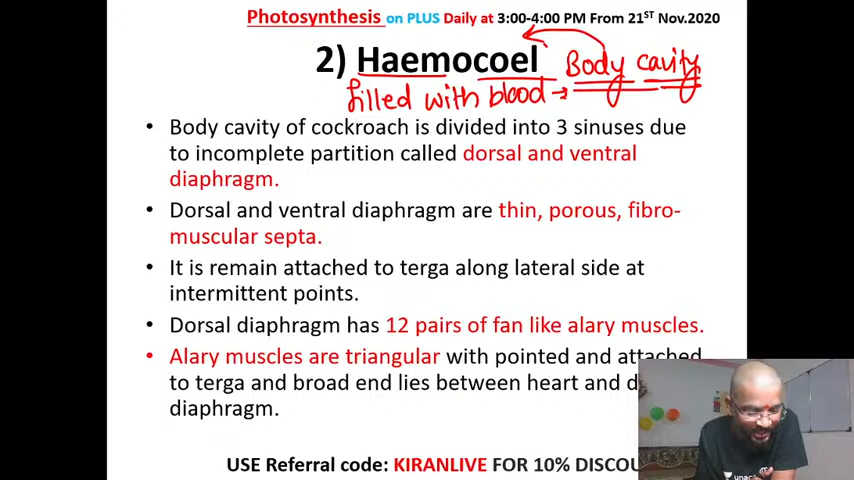 Photosynthesis on PLUS Daily at 3:00-4:00 PM From 21ST Nov.2020
2) Haemocoel Body cavity
filled with blood →
• Body cavity of cockroach is divided into 3 sinuses due
to incomplete partition called dorsal and ventral
diaphragm.
• Dorsal and ventral diaphragm are thin, porous, fibro-
muscular septa.
• It is remain attached to terga along lateral side at
intermittent points.
• Dorsal diaphragm has 12 pairs of fan like alary muscles.
• Alary muscles are triangular with pointed and attached
to terga and broad end lies between heart and
diaphragm.
USE Referral code: KIRANLIVE FOR 10%